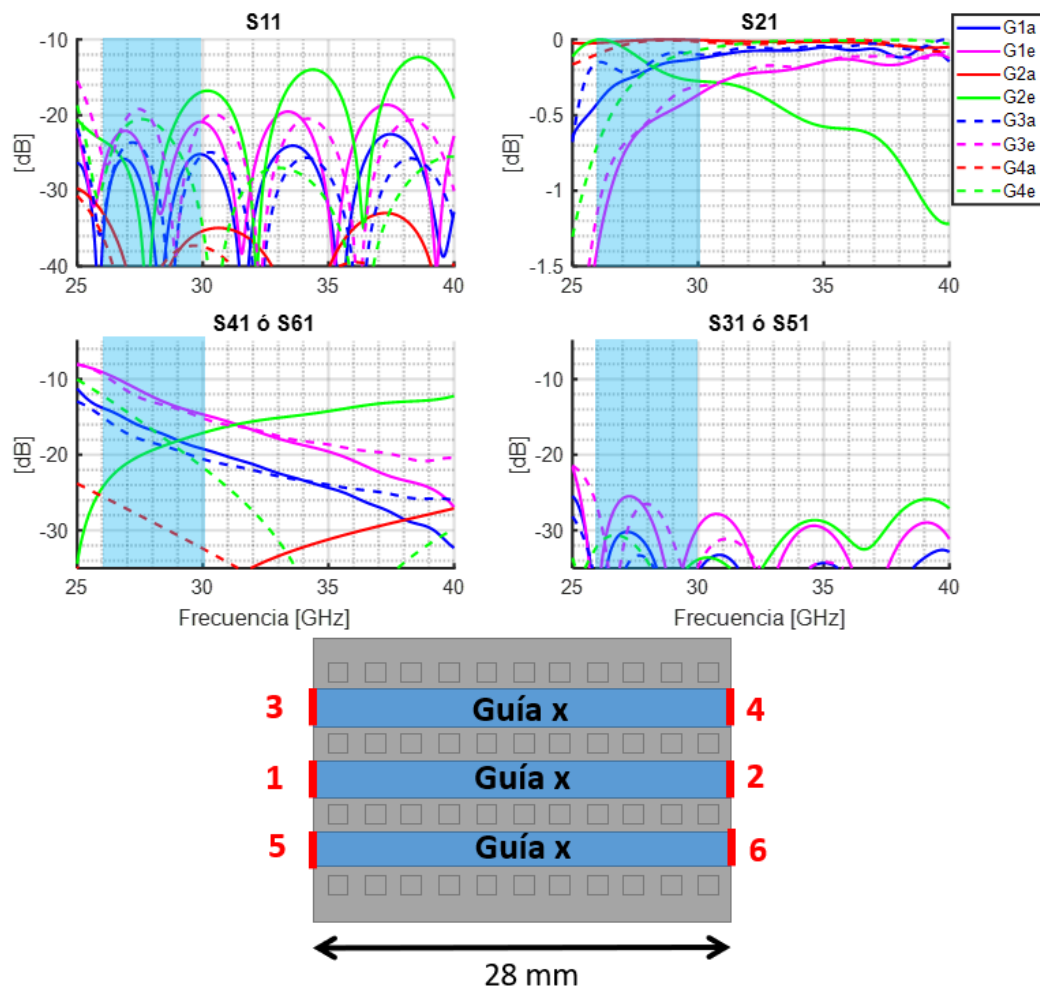 S11
-10
-20
-30
-40
[dB]
25
30
35
40
S21
0
-0.5
-1
-1.5
[dB]
25
30
35
40
G1a
G1e
G2a
G2e
G3a
G3e
G4a
G4e
S41 ó S61
-10
-20
-30
[dB]
25
30
35
40
Frecuencia [GHz]
S31 ó S51
-10
-20
-30
[dB]
25
30
35
40
Frecuencia [GHz]
3
Guía x
4
1
Guía x
2
5
Guía x
6
28 mm